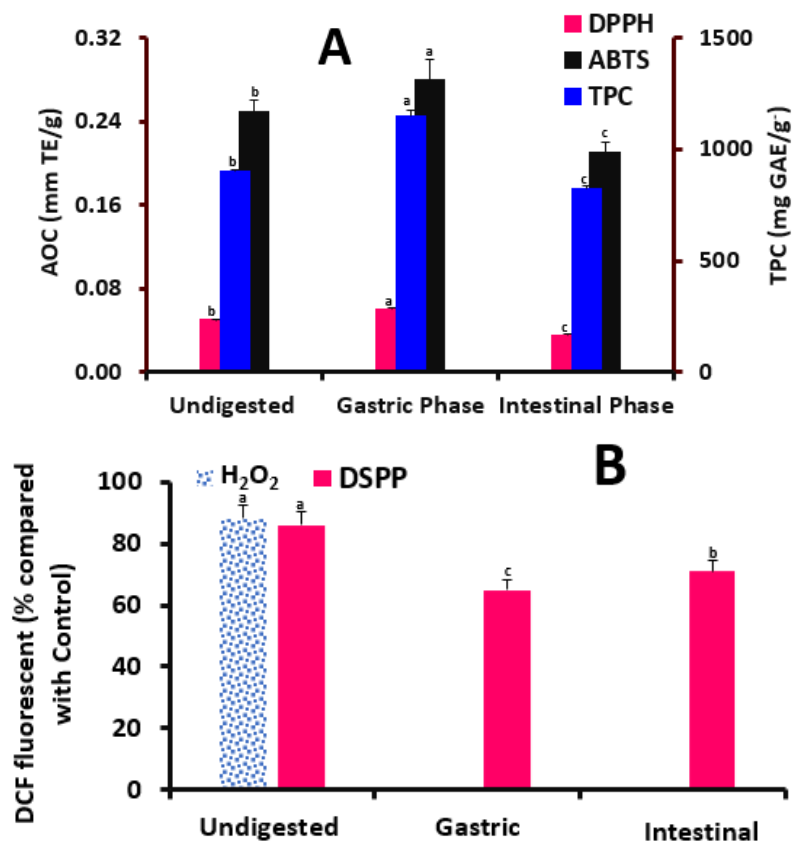 A
DPPH
ABTS
TPC
AOC (mm TE/g)
0.32
0.24
0.16
0.08
0.00
TPC (mg GAE/g-)
1500
1000
500
0
b
b
b
a
a
a
c
c
c
Undigested
Gastric Phase
Intestinal Phase
B
H₂O₂
DSPP
DCF fluorescent (% compared
with Control)
100
80
60
40
20
0
a
a
c
b
Undigested
Gastric
Intestinal